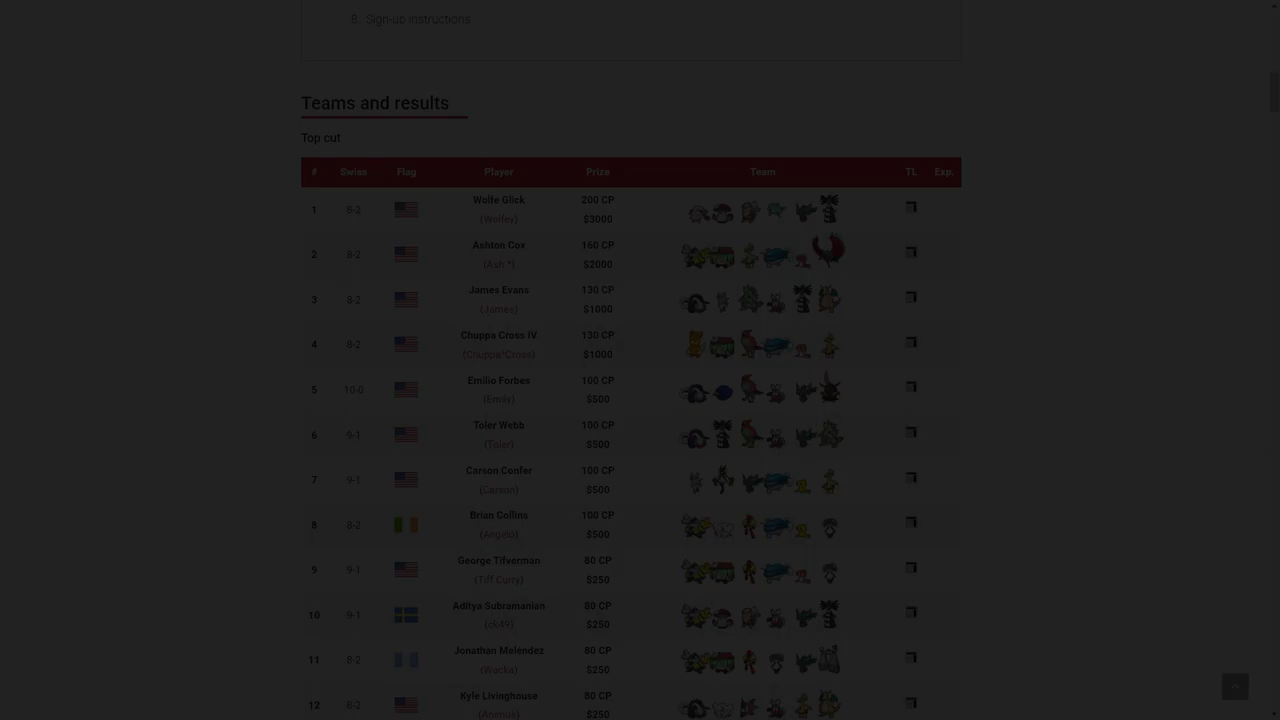 8. Sign-up instructions
Teams and results
Top cut
# Swiss Flag Player Prize Team TL Exp.
1 8-2 Wolfe Glick (Wolfey) 200 CP $3000
2 8-2 Ashton Cox (Ash *) 160 CP $2000
3 8-2 James Evans (James) 130 CP $1000
4 8-2 Chuppa Cross IV (Chuppa*Cross) 130 CP $1000
5 10-0 Emilio Forbes (Emily) 100 CP $500
6 9-1 Toler Webb (Toler) 100 CP $500
7 9-1 Carson Confer (Carson) 100 CP $500
8 8-2 Brian Collins (Angelo) 100 CP $500
9 9-1 George Tifverman (Tiff Curry) 80 CP $250
10 9-1 Aditya Subramanian 80 CP $250
11 8-2 Jonathan Melendez (Wacka) 80 CP $250
12 8-2 Kyle Livinghouse (Animus) 80 CP $250